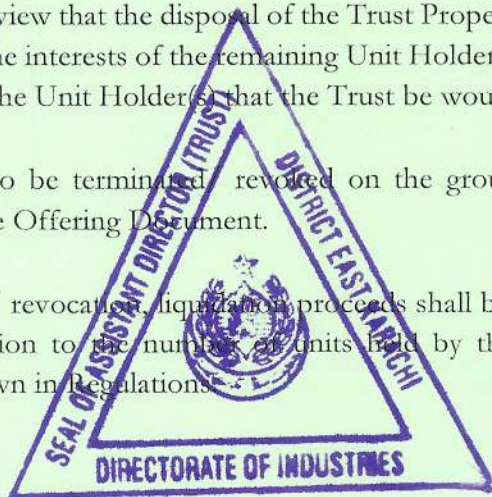 view that the disposal of the Trust Prope
he interests of the remaining Unit Holder
he Unit Holder(s) that the Trust be wou
o be terminated/ revoked on the grou
e Offering Document.
/ revocation, liquidation proceeds shall b
ion to the number of units held by th
wn in Regulations.
SEAL OF ASSISTANT DIRECTOR (TRUST)
DISTRICT EAST KARACHI
DIRECTORATE OF INDUSTRIES